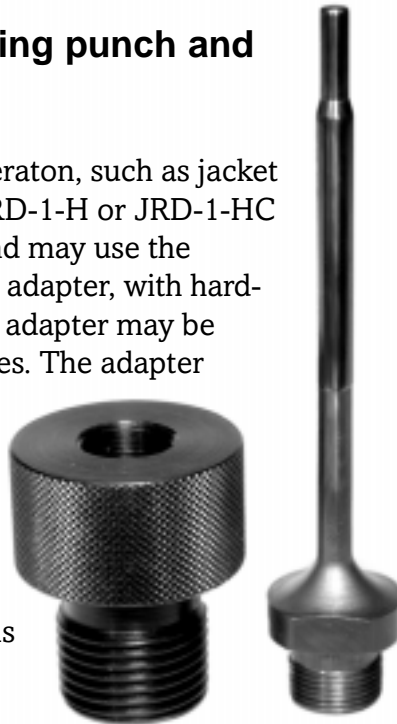 ing punch and
eraton, such as jacket
RD-1-H or JRD-1-HC
nd may use the
adapter, with hard-
adapter may be
es. The adapter
s